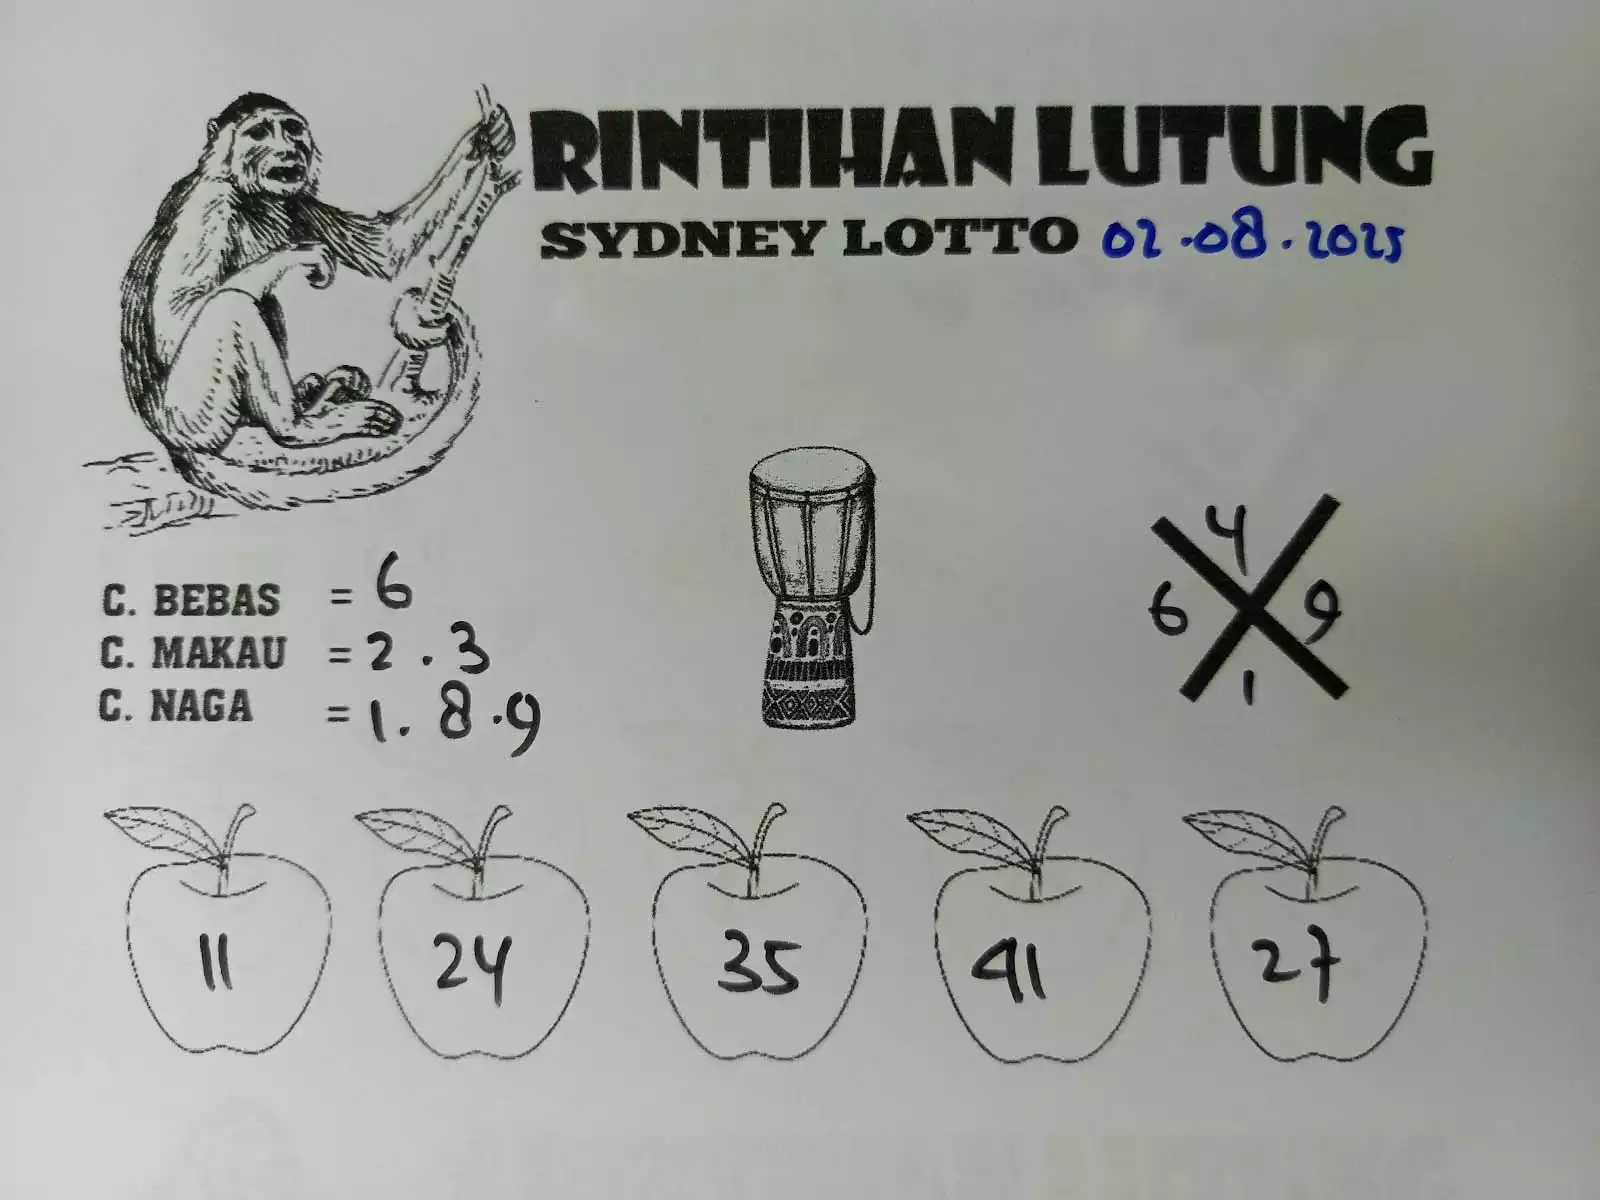 RINTIHAN LUTUNG
SYDNEY LOTTO 02.08.2025
C. BEBAS = 6
C. MAKAU = 2.3
C. NAGA = 1.8.9
4
6 9
1
11 24 35 41 27